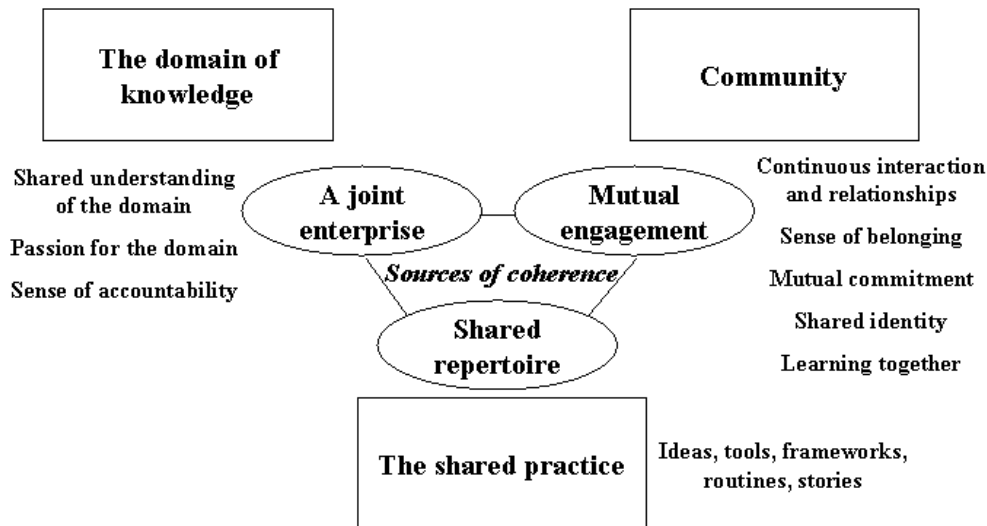 The domain of
knowledge
Community
Shared understanding
of the domain
Passion for the domain
Sense of accountability
A joint
enterprise
Mutual
engagement
Sources of coherence
Shared
repertoire
Continuous interaction
and relationships
Sense of belonging
Mutual commitment
Shared identity
Learning together
The shared practice
Ideas, tools, frameworks,
routines, stories